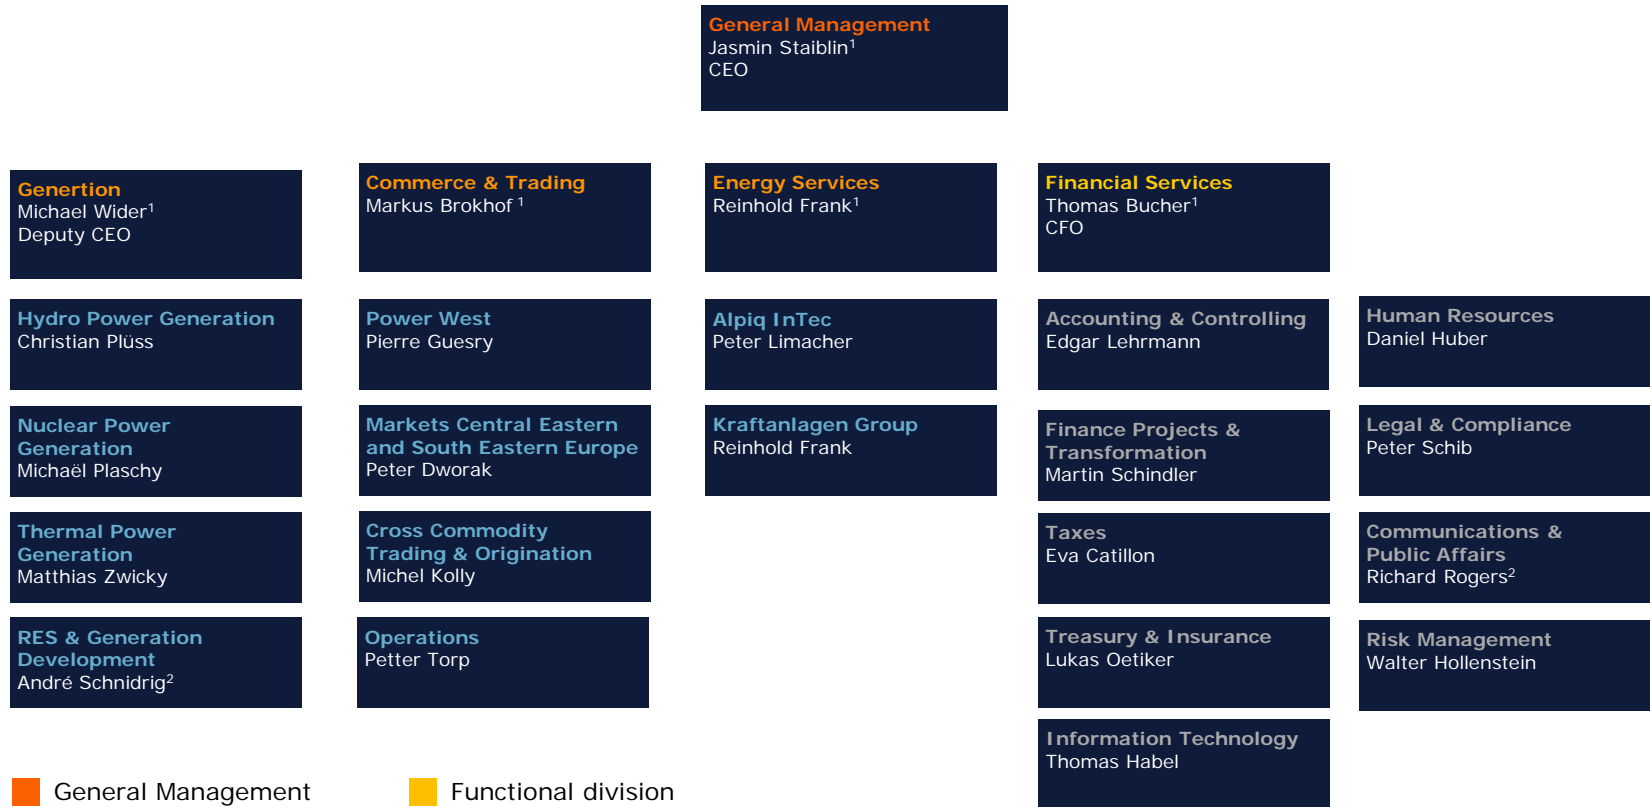 General Management
Jasmin Staiblin¹
CEO
Genertion
Michael Wider¹
Deputy CEO
Commerce & Trading
Markus Brokhof ¹
Energy Services
Reinhold Frank¹
Financial Services
Thomas Bucher¹
CFO
Hydro Power Generation
Christian Plüss
Power West
Pierre Guesry
Alpiq InTec
Peter Limacher
Accounting & Controlling
Edgar Lehrmann
Human Resources
Daniel Huber
Nuclear Power
Generation
Michaël Plaschy
Markets Central Eastern
and South Eastern Europe
Peter Dworak
Kraftanlagen Group
Reinhold Frank
Finance Projects &
Transformation
Martin Schindler
Legal & Compliance
Peter Schib
Thermal Power
Generation
Matthias Zwicky
Cross Commodity
Trading & Origination
Michel Kolly
Taxes
Eva Catillon
Communications &
Public Affairs
Richard Rogers²
RES & Generation
Development
André Schnidrig²
Operations
Petter Torp
Treasury & Insurance
Lukas Oetiker
Risk Management
Walter Hollenstein
Information Technology
Thomas Habel
General Management
Functional division